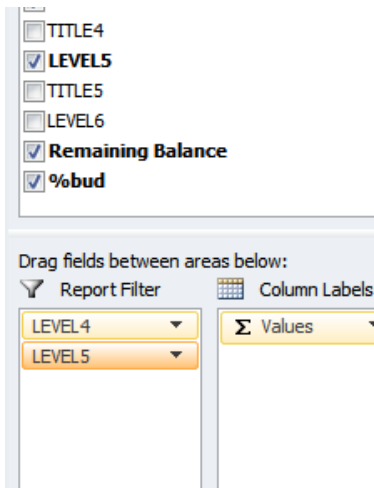 TITLE4
LEVEL5
TITLE5
LEVEL6
Remaining Balance
%bud
Drag fields between areas below:
Report Filter
Column Labels
LEVEL4
Σ Values
LEVEL5